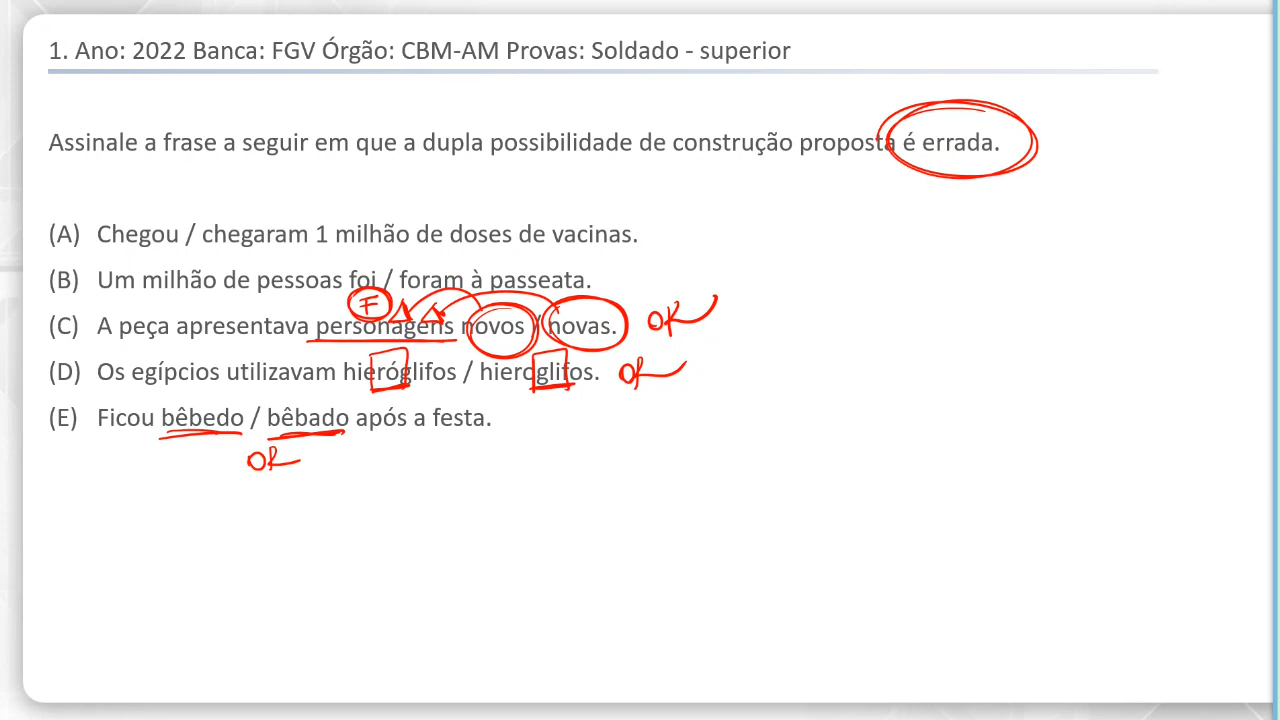 1. Ano: 2022 Banca: FGV Órgão: CBM-AM Provas: Soldado - superior
Assinale a frase a seguir em que a dupla possibilidade de construção proposta é errada.
(A) Chegou / chegaram 1 milhão de doses de vacinas.
(B) Um milhão de pessoas foi / foram à passeata.
F
(C) A peça apresentava personagens novos / novas. OK
(D) Os egípcios utilizavam hieróglifos / hieroglifos. OK
(E) Ficou bêbedo / bêbado após a festa.
OK